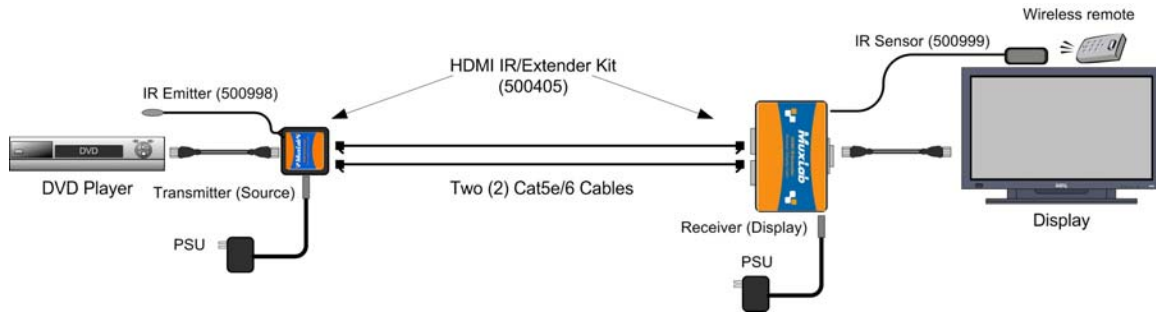 Wireless remote
IR Sensor (500999)
HDMI IR/Extender Kit
(500405)
IR Emitter (500998)
DVD
MuxLab
MuxLab
DVD Player
Transmitter (Source)
Two (2) Cat5e/6 Cables
Receiver (Display)
Display
PSU
PSU